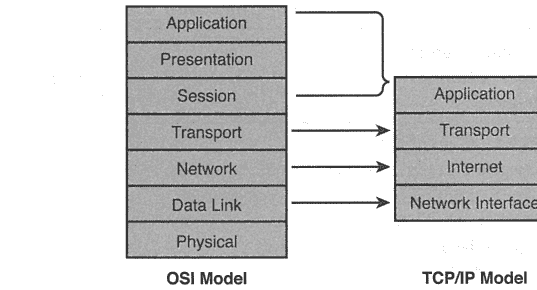 Application
Presentation
Session
Transport
Network
Data Link
Physical
OSI Model
Application
Transport
Internet
Network Interface
TCP/IP Model